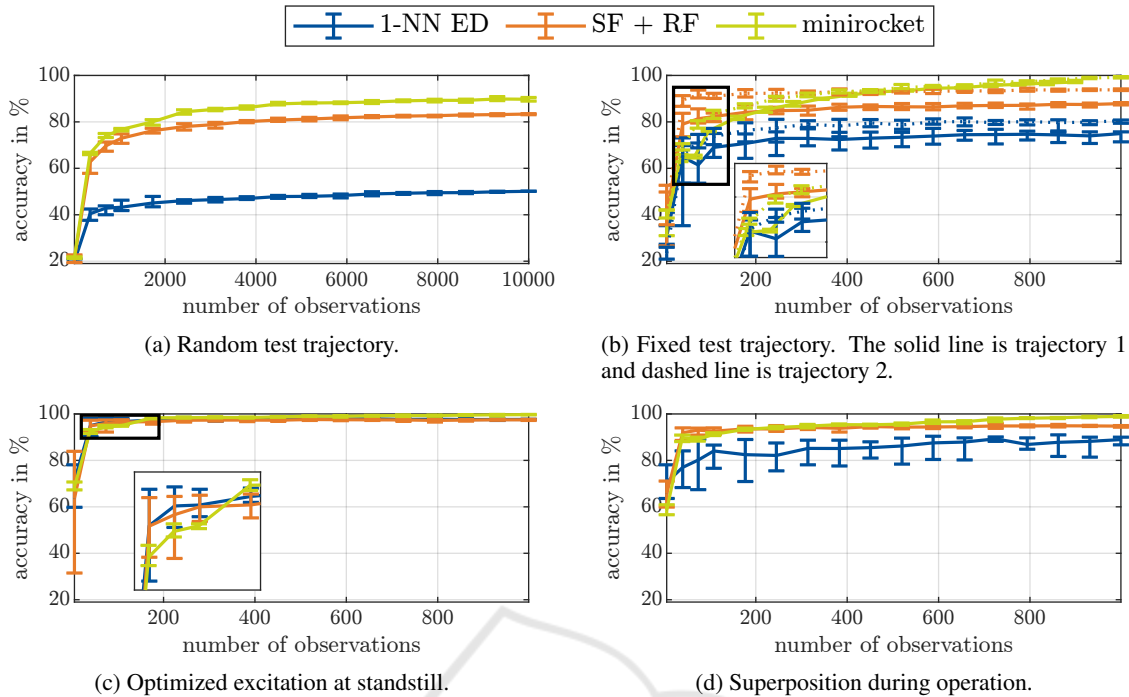 1-NN ED SF + RF minirocket
100
80
60
40
20
accuracy in %
2000 4000 6000 8000 10000
number of observations
(a) Random test trajectory.
100
80
60
40
20
accuracy in %
200 400 600 800
number of observations
(b) Fixed test trajectory. The solid line is trajectory 1
and dashed line is trajectory 2.
100
80
60
40
20
accuracy in %
200 400 600 800
number of observations
(c) Optimized excitation at standstill.
100
80
60
40
20
accuracy in %
200 400 600 800
number of observations
(d) Superposition during operation.